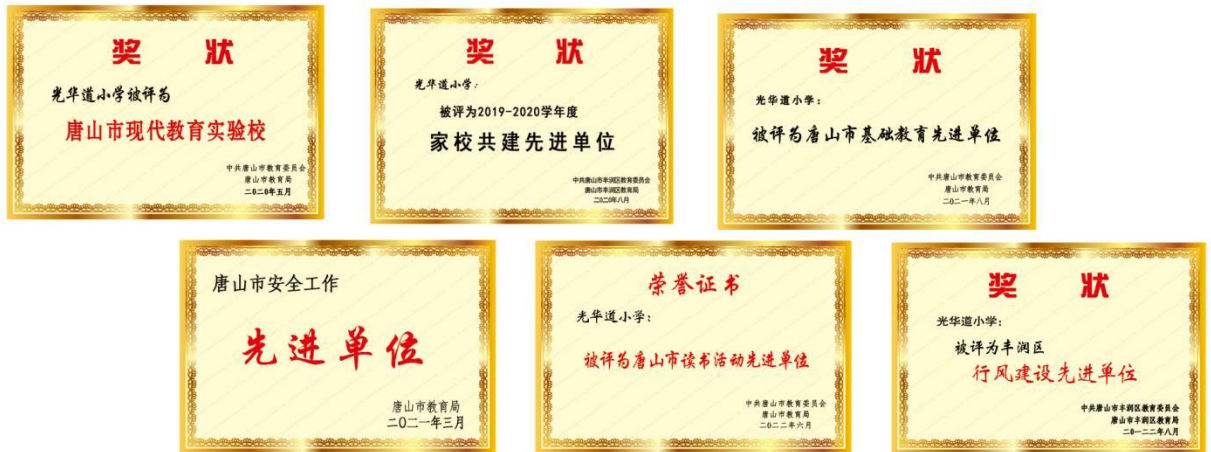 奖 状
光华道小学被评为
唐山市现代教育实验校
中共唐山市教育委员会
唐山市教育局
二0二0年五月
奖 状
光华道小学：
被评为2019-2020学年度
家校共建先进单位
中共唐山市丰润区教育委员会
唐山市丰润区教育局
二〇二〇年八月
奖 状
光华道小学：
被评为唐山市基础教育先进单位
中共唐山市教育委员会
唐山市教育局
二〇二一年八月
唐山市安全工作
先进单位
唐山市教育局
二〇二一年三月
荣誉证书
光华道小学：
被评为唐山市读书活动先进单位
中共唐山市教育委员会
唐山市教育局
二〇二二年六月
奖 状
光华道小学：
被评为丰润区
行风建设先进单位
中共唐山市丰润区教育委员会
唐山市丰润区教育局
二0一二二年八月